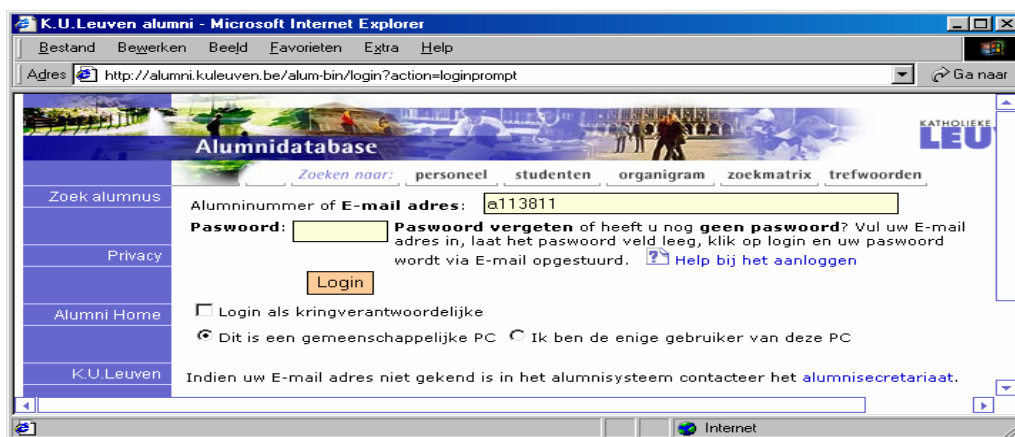 K.U.Leuven alumni - Microsoft Internet Explorer
Bestand Bewerken Beeld Favorieten Extra Help
Adres http://alumni.kuleuven.be/alum-bin/login?action=loginprompt Ga naar
KATHOLIEKE
LEU
Alumnidatabase
Zoeken naar: personeel studenten organigram zoekmatrix trefwoorden
Zoek alumnus
Alumninummer of E-mail adres: a113811
Paswoord: Paswoord vergeten of heeft u nog geen paswoord? Vul uw E-mail
adres in, laat het paswoord veld leeg, klik op login en uw paswoord
Privacy
wordt via E-mail opgestuurd. Help bij het aanloggen
Login
Alumni Home
Login als kringverantwoordelijke
Dit is een gemeenschappelijke PC Ik ben de enige gebruiker van deze PC
K.U.Leuven
Indien uw E-mail adres niet gekend is in het alumnisysteem contacteer het alumnisecretariaat.
Internet